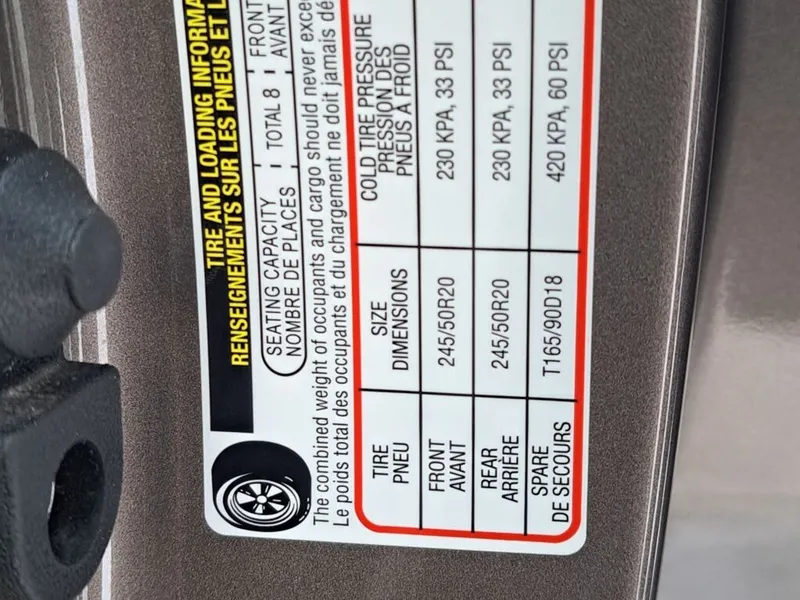 TIRE AND LOADING
RENSEIGNEMENTS SUR LES PNEUS ET
SEATING CAPACITY
NOMBRE DE PLACES
TOTAL 8
FRONT
AVANT
The combined weight of occupants and cargo should never
Le poids total des occupants et du chargement ne doit jamais
TIRE
PNEU
SIZE
DIMENSIONS
COLD TIRE PRESSURE
PRESSION DES
PNEUS À FROID
FRONT
AVANT
245/50R20
230 KPA, 33 PSI
REAR
ARRIÈRE
245/50R20
230 KPA, 33 PSI
SPARE
DE SECOURS
T165/90D18
420 KPA, 60 PSI